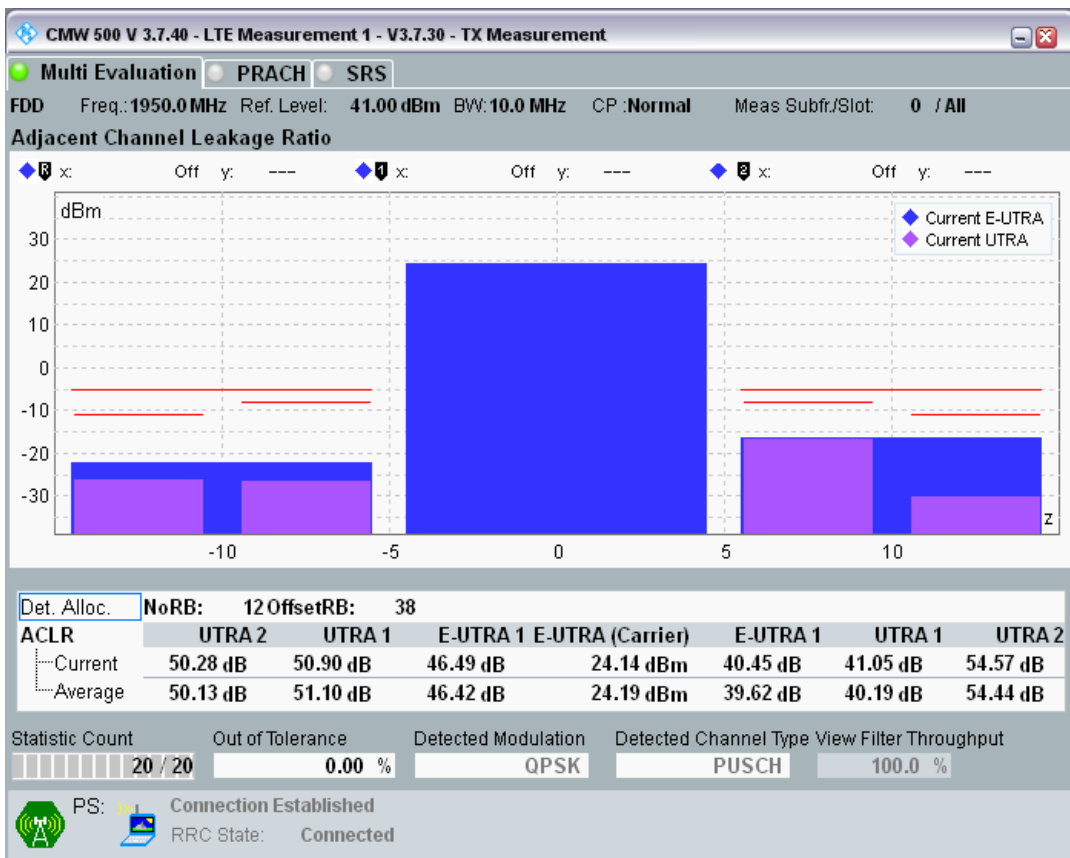 CMW 500 V 3.7.40 - LTE Measurement 1 - V3.7.30 - TX Measurement
Multi Evaluation PRACH SRS
FDD Freq.: 1950.0 MHz Ref. Level: 41.00 dBm BW: 10.0 MHz CP : Normal Meas Subfr./Slot: 0 / All
Adjacent Channel Leakage Ratio
R x: Off y: --- 1 x: Off y: --- 2 x: Off y: ---
dBm
Current E-UTRA
Current UTRA
30
20
10
0
-10
-20
-30
z
-10 -5 0 5 10
Det. Alloc. NoRB: 12 OffsetRB: 38
ACLR UTRA 2 UTRA 1 E-UTRA 1 E-UTRA (Carrier) E-UTRA 1 UTRA 1 UTRA 2
Current 50.28 dB 50.90 dB 46.49 dB 24.14 dBm 40.45 dB 41.05 dB 54.57 dB
Average 50.13 dB 51.10 dB 46.42 dB 24.19 dBm 39.62 dB 40.19 dB 54.44 dB
Statistic Count Out of Tolerance Detected Modulation Detected Channel Type View Filter Throughput
20 / 20 0.00 % QPSK PUSCH 100.0 %
PS: Connection Established
RRC State: Connected